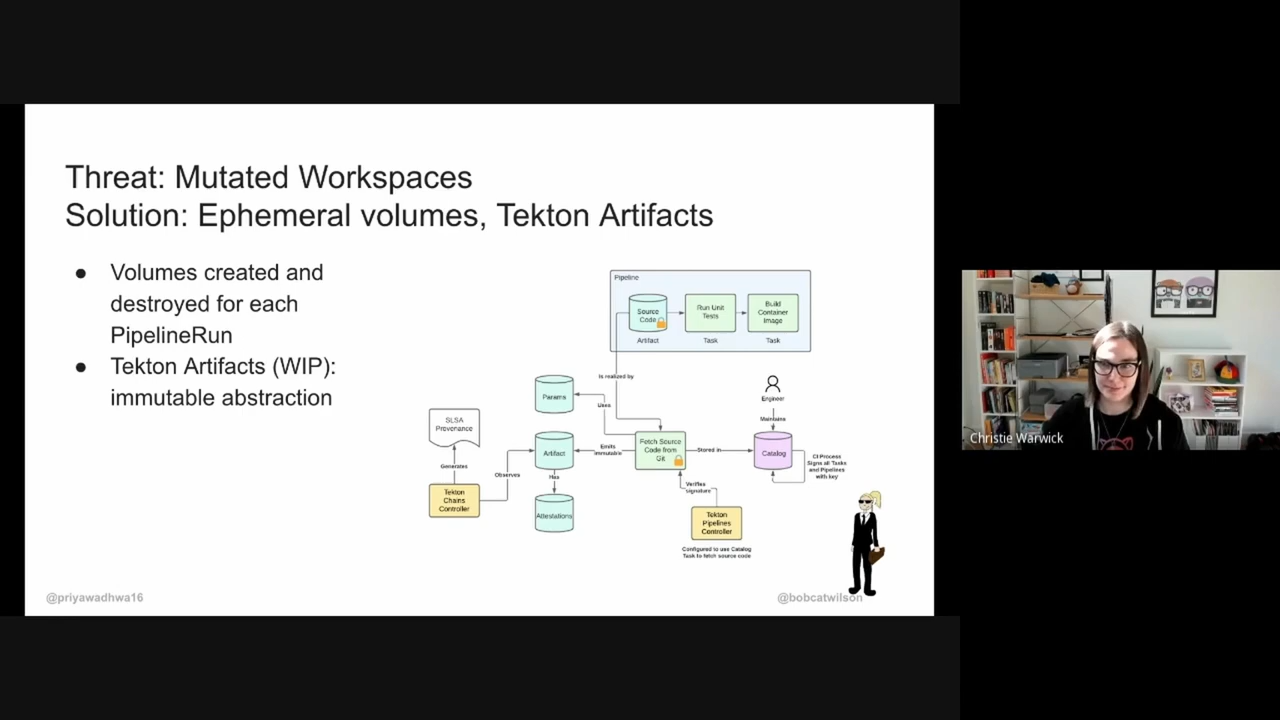 Threat: Mutated Workspaces
Solution: Ephemeral volumes, Tekton Artifacts
● Volumes created and
destroyed for each
PipelineRun
● Tekton Artifacts (WIP):
immutable abstraction
Pipeline
Source
Code
Run Unit
Tests
Build
Container
Image
Artifact
Task
Task
Is realized by
Engineer
Params
Uses
Maintains
SLSA
Provenance
Artifact
Emits
immutable
Fetch Source
Code from
Git
Stored in
Catalog
CI Process
Signs all Tasks
and Pipelines
with key
Generates
Observes
Has
Verifies
signature
Tekton
Chains
Controller
Attestations
Tekton
Pipelines
Controller
Configured to use Catalog
Task to fetch source code
@priyawadhwa16
@bobcatwilson
Christie Warwick